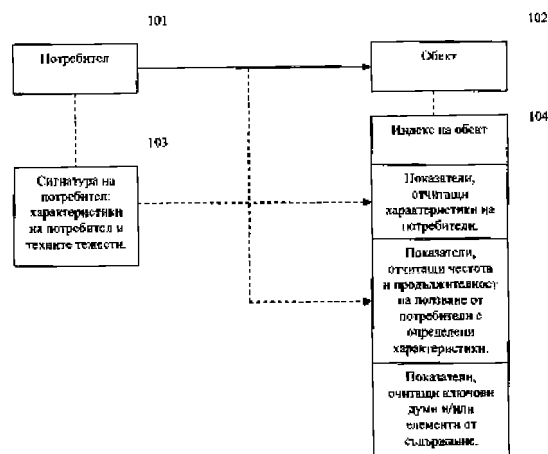 101
102
Потребител
Обект
103
104
Индекс на обект
Сигнатура на
потребител:
характеристики
на потребител и
техните тежести.
Показатели,
отчитащи
характеристики на
потребители.
Показатели,
отчитащи честота
и продължителност
на ползване от
потребители с
определени
характеристики.
Показатели,
очитащи ключови
думи и/или
елементи от
съдържание.